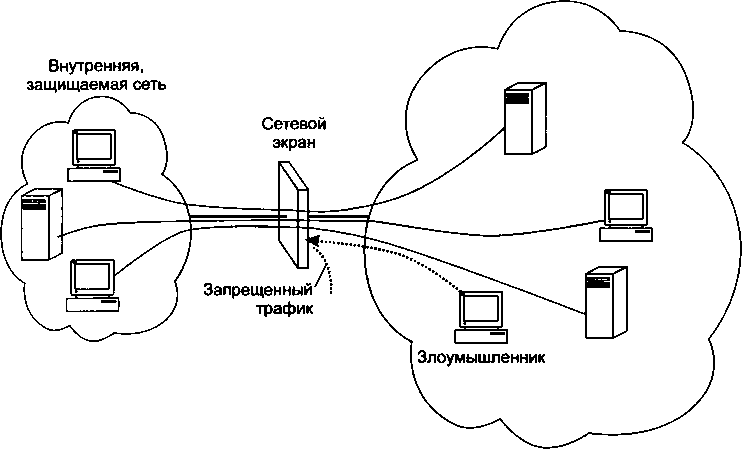 Внутренняя,
защищаемая сеть
Сетевой
экран
Запрещенный
трафик
Злоумышленник